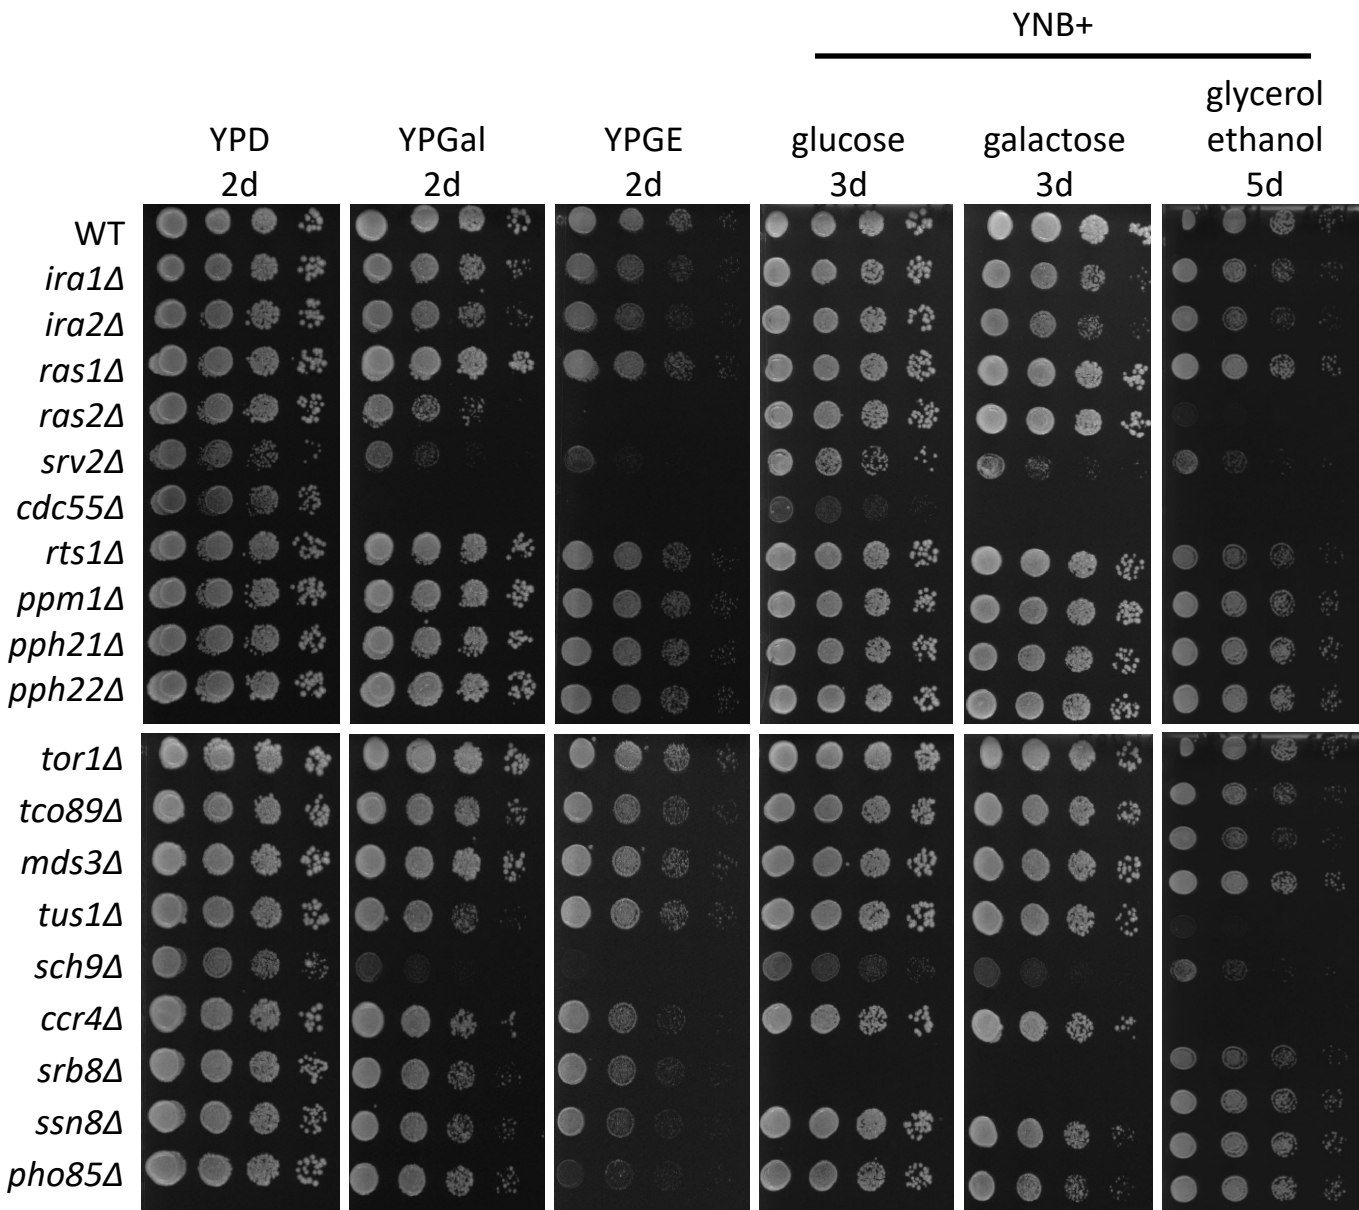 YNB+
YPD
2d
YPGal
2d
YPGE
2d
glucose
3d
galactose
3d
glycerol
ethanol
5d
WT
ira1Δ
ira2Δ
ras1Δ
ras2Δ
srv2Δ
cdc55Δ
rts1Δ
ppm1Δ
pph21Δ
pph22Δ
tor1Δ
tco89Δ
mds3Δ
tus1Δ
sch9Δ
ccr4Δ
srb8Δ
ssn8Δ
pho85Δ